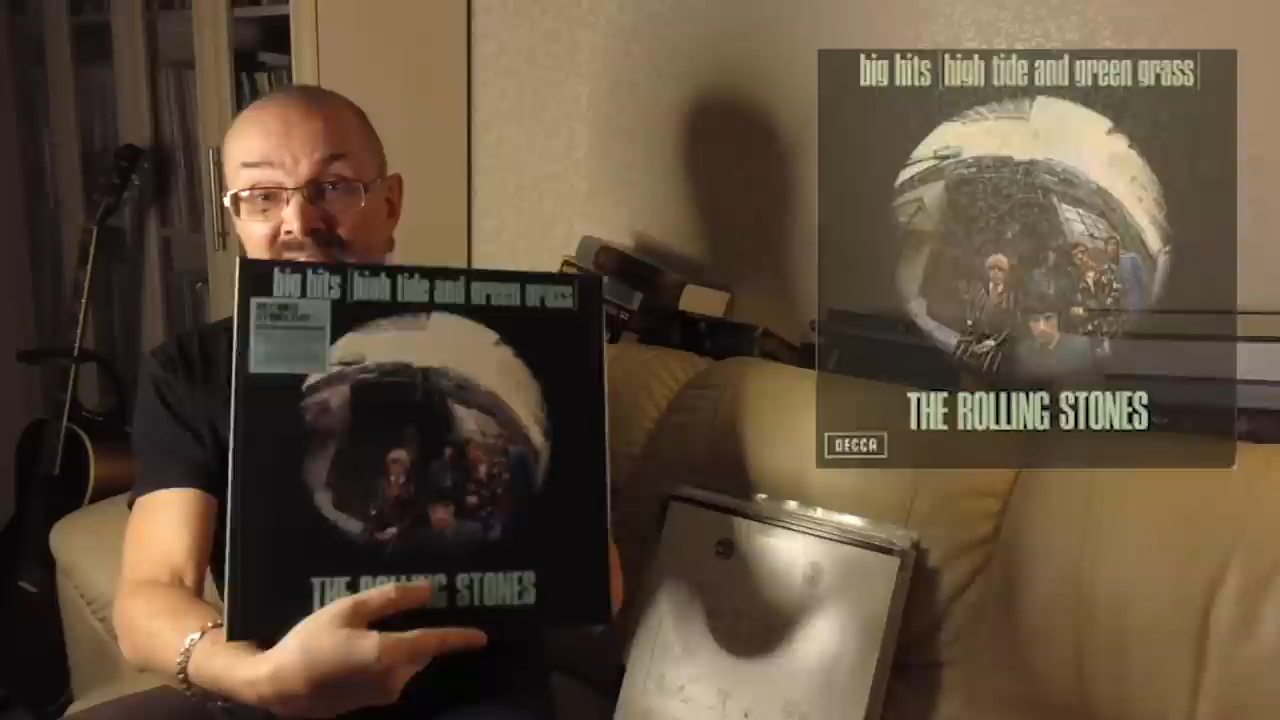 big hits [high tide and green grass]
THE ROLLING STONES
big hits [high tide and green grass]
THE ROLLING STONES
DECCA